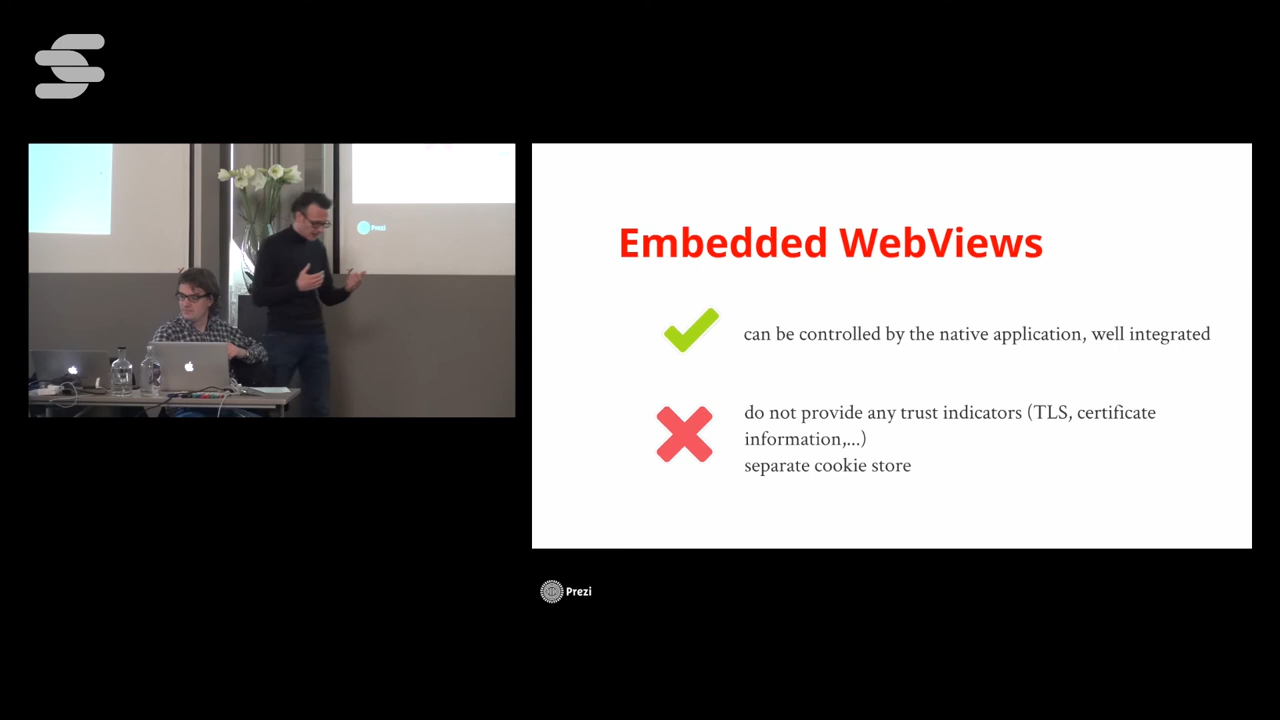 Prezi
Embedded WebViews
can be controlled by the native application, well integrated
do not provide any trust indicators (TLS, certificate
information,...)
separate cookie store
Prezi